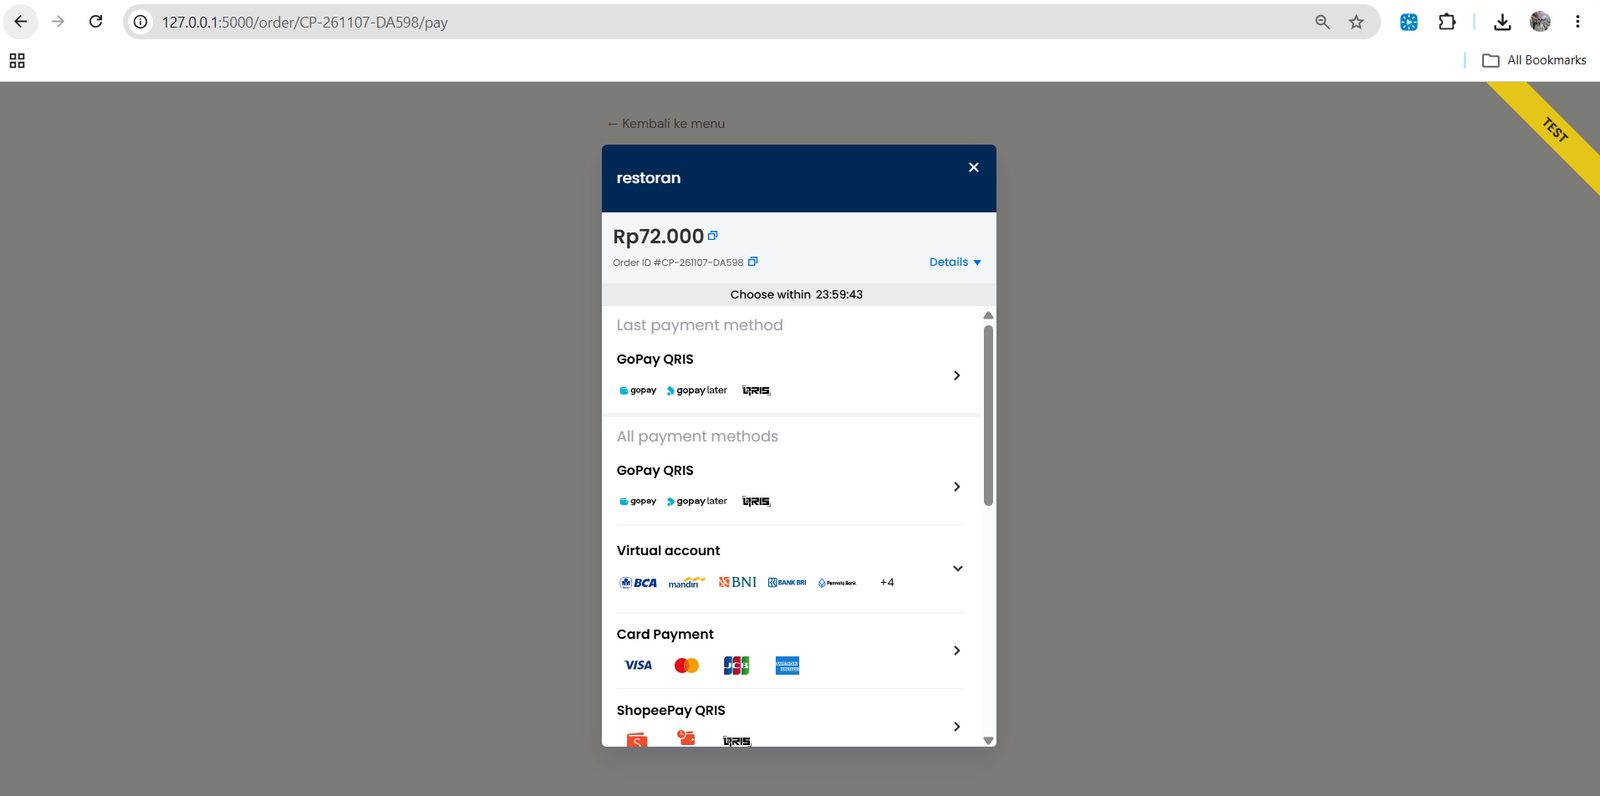 127.0.0.1:5000/order/CP-261107-DA598/pay
All Bookmarks
TEST
← Kembali ke menu
restoran
Rp72.000
Order ID #CP-261107-DA598
Details
Choose within 23:59:43
Last payment method
GoPay QRIS
gopay gopay later QRIS
All payment methods
GoPay QRIS
gopay gopay later QRIS
Virtual account
BCA mandiri BNI BANK BRI PermataBank +4
Card Payment
VISA JCB
ShopeePay QRIS
S QRIS